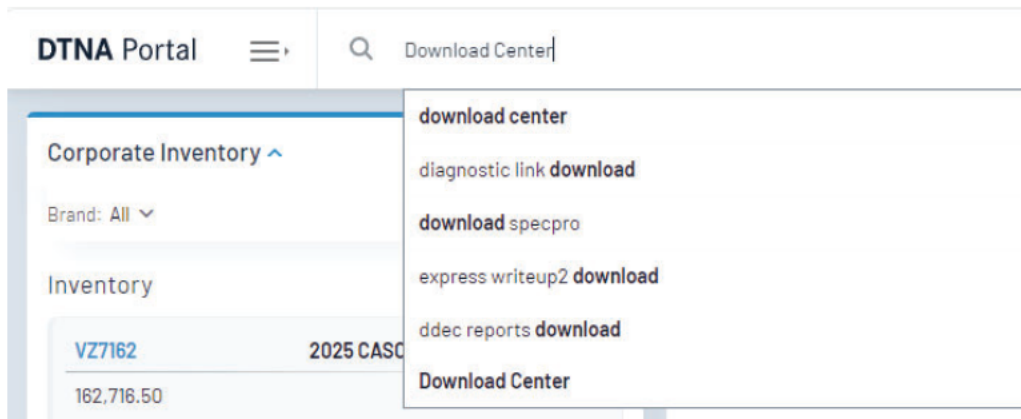 DTNA Portal
Download Center
download center
diagnostic link download
download specpro
express writeup2 download
ddec reports download
Download Center
Corporate Inventory
Brand: All
Inventory
VZ7162 2025 CASC
162,716.50